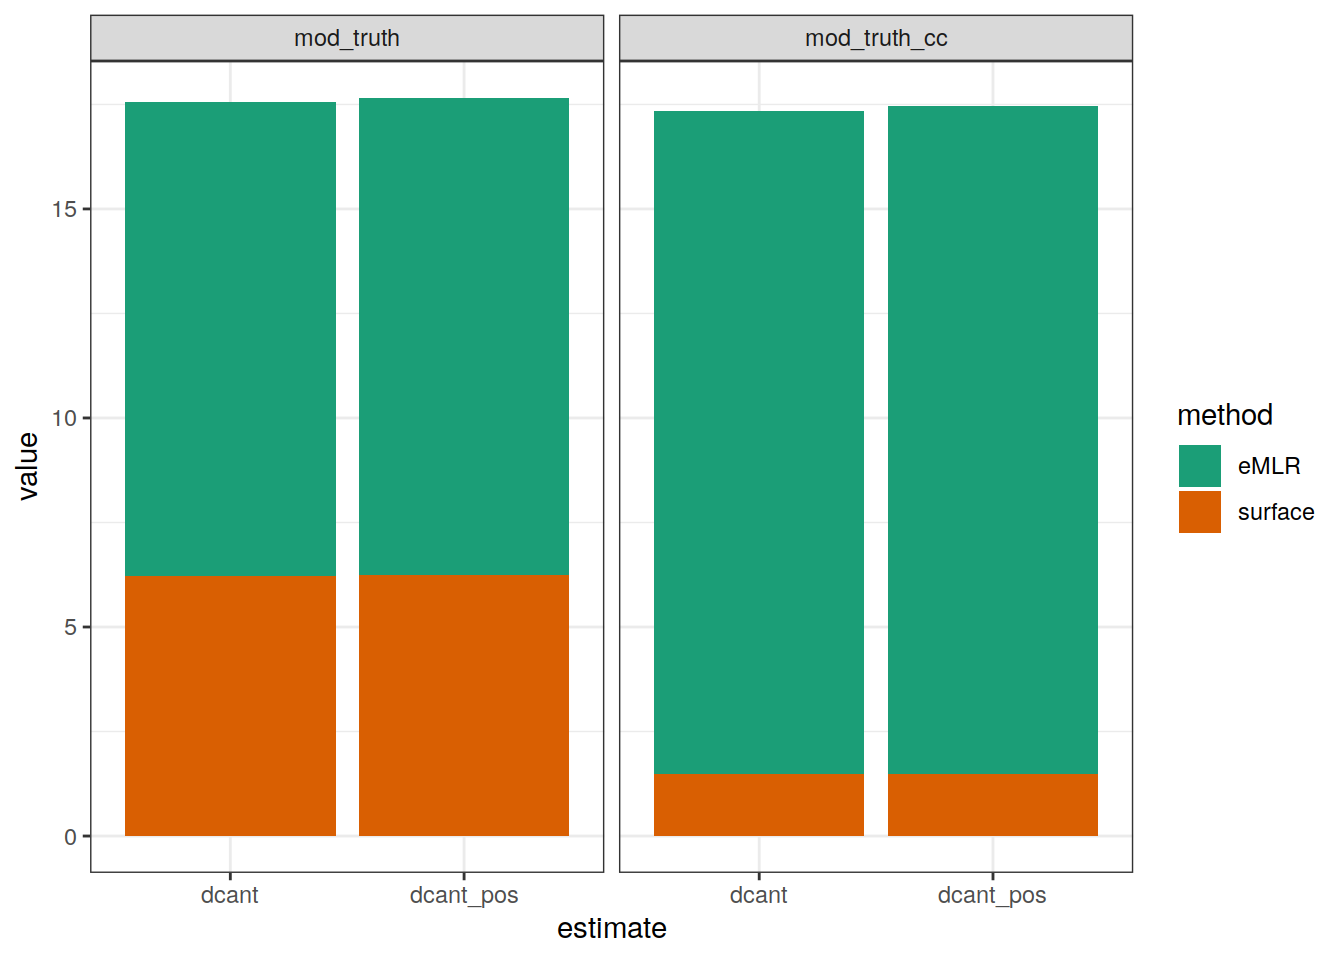 mod_truth
mod_truth_cc
value
15
10
5
0
dcant
dcant_pos
dcant
dcant_pos
estimate
method
eMLR
surface